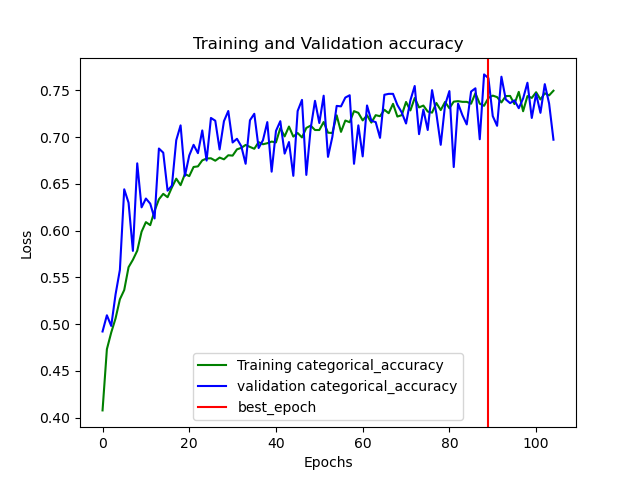 Training and Validation accuracy
Loss
0.75
0.70
0.65
0.60
0.55
0.50
0.45
0.40
Training categorical_accuracy
validation categorical_accuracy
best_epoch
0 20 40 60 80 100
Epochs